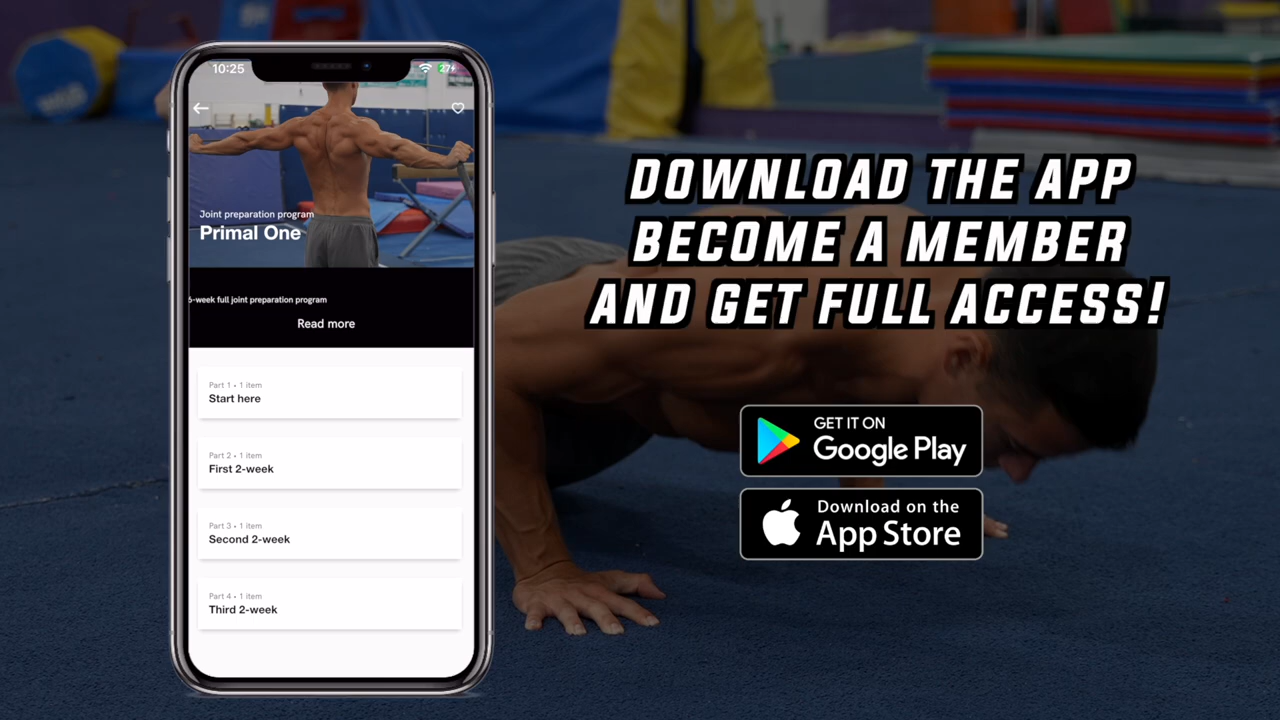 10:25
27
Joint preparation program
Primal One
6-week full joint preparation program
Read more
Part 1 • 1 item
Start here
Part 2 • 1 item
First 2-week
Part 3 • 1 item
Second 2-week
Part 4 • 1 item
Third 2-week
DOWNLOAD THE APP
BECOME A MEMBER
AND GET FULL ACCESS!
GET IT ON
Google Play
Download on the
App Store